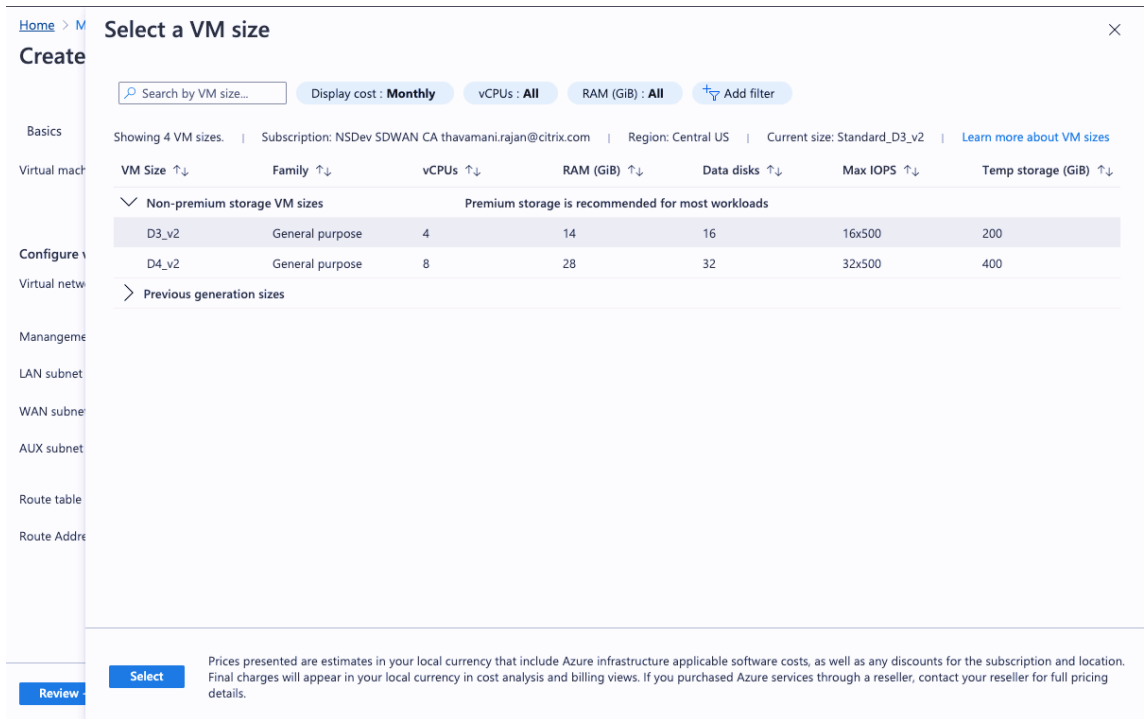 Home > M
Create
Select a VM size
Search by VM size...
Display cost : Monthly
vCPUs : All
RAM (GiB) : All
Add filter
Showing 4 VM sizes. | Subscription: NSDev SDWAN CA thavamani.rajan@citrix.com | Region: Central US | Current size: Standard_D3_v2 | Learn more about VM sizes
VM Size ↑↓ Family ↑↓ vCPUs ↑↓ RAM (GiB) ↑↓ Data disks ↑↓ Max IOPS ↑↓ Temp storage (GiB) ↑↓
Non-premium storage VM sizes Premium storage is recommended for most workloads
D3_v2 General purpose 4 14 16 16x500 200
D4_v2 General purpose 8 28 32 32x500 400
Previous generation sizes
Basics
Virtual mach
Configure v
Virtual netw
Manangeme
LAN subnet
WAN subne
AUX subnet
Route table
Route Addre
Review
Select
Prices presented are estimates in your local currency that include Azure infrastructure applicable software costs, as well as any discounts for the subscription and location.
Final charges will appear in your local currency in cost analysis and billing views. If you purchased Azure services through a reseller, contact your reseller for full pricing
details.